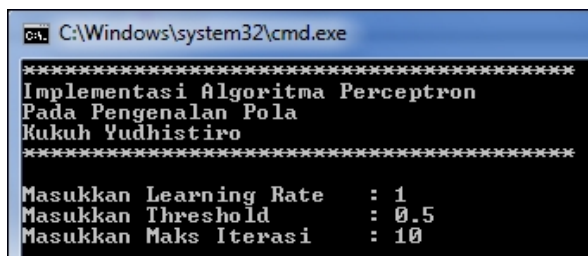 C:\Windows\system32\cmd.exe
***************************************
Implementasi Algoritma Perceptron
Pada Pengenalan Pola
Kukuh Yudhistiro
***************************************
Masukkan Learning Rate : 1
Masukkan Threshold : 0.5
Masukkan Maks Iterasi : 10